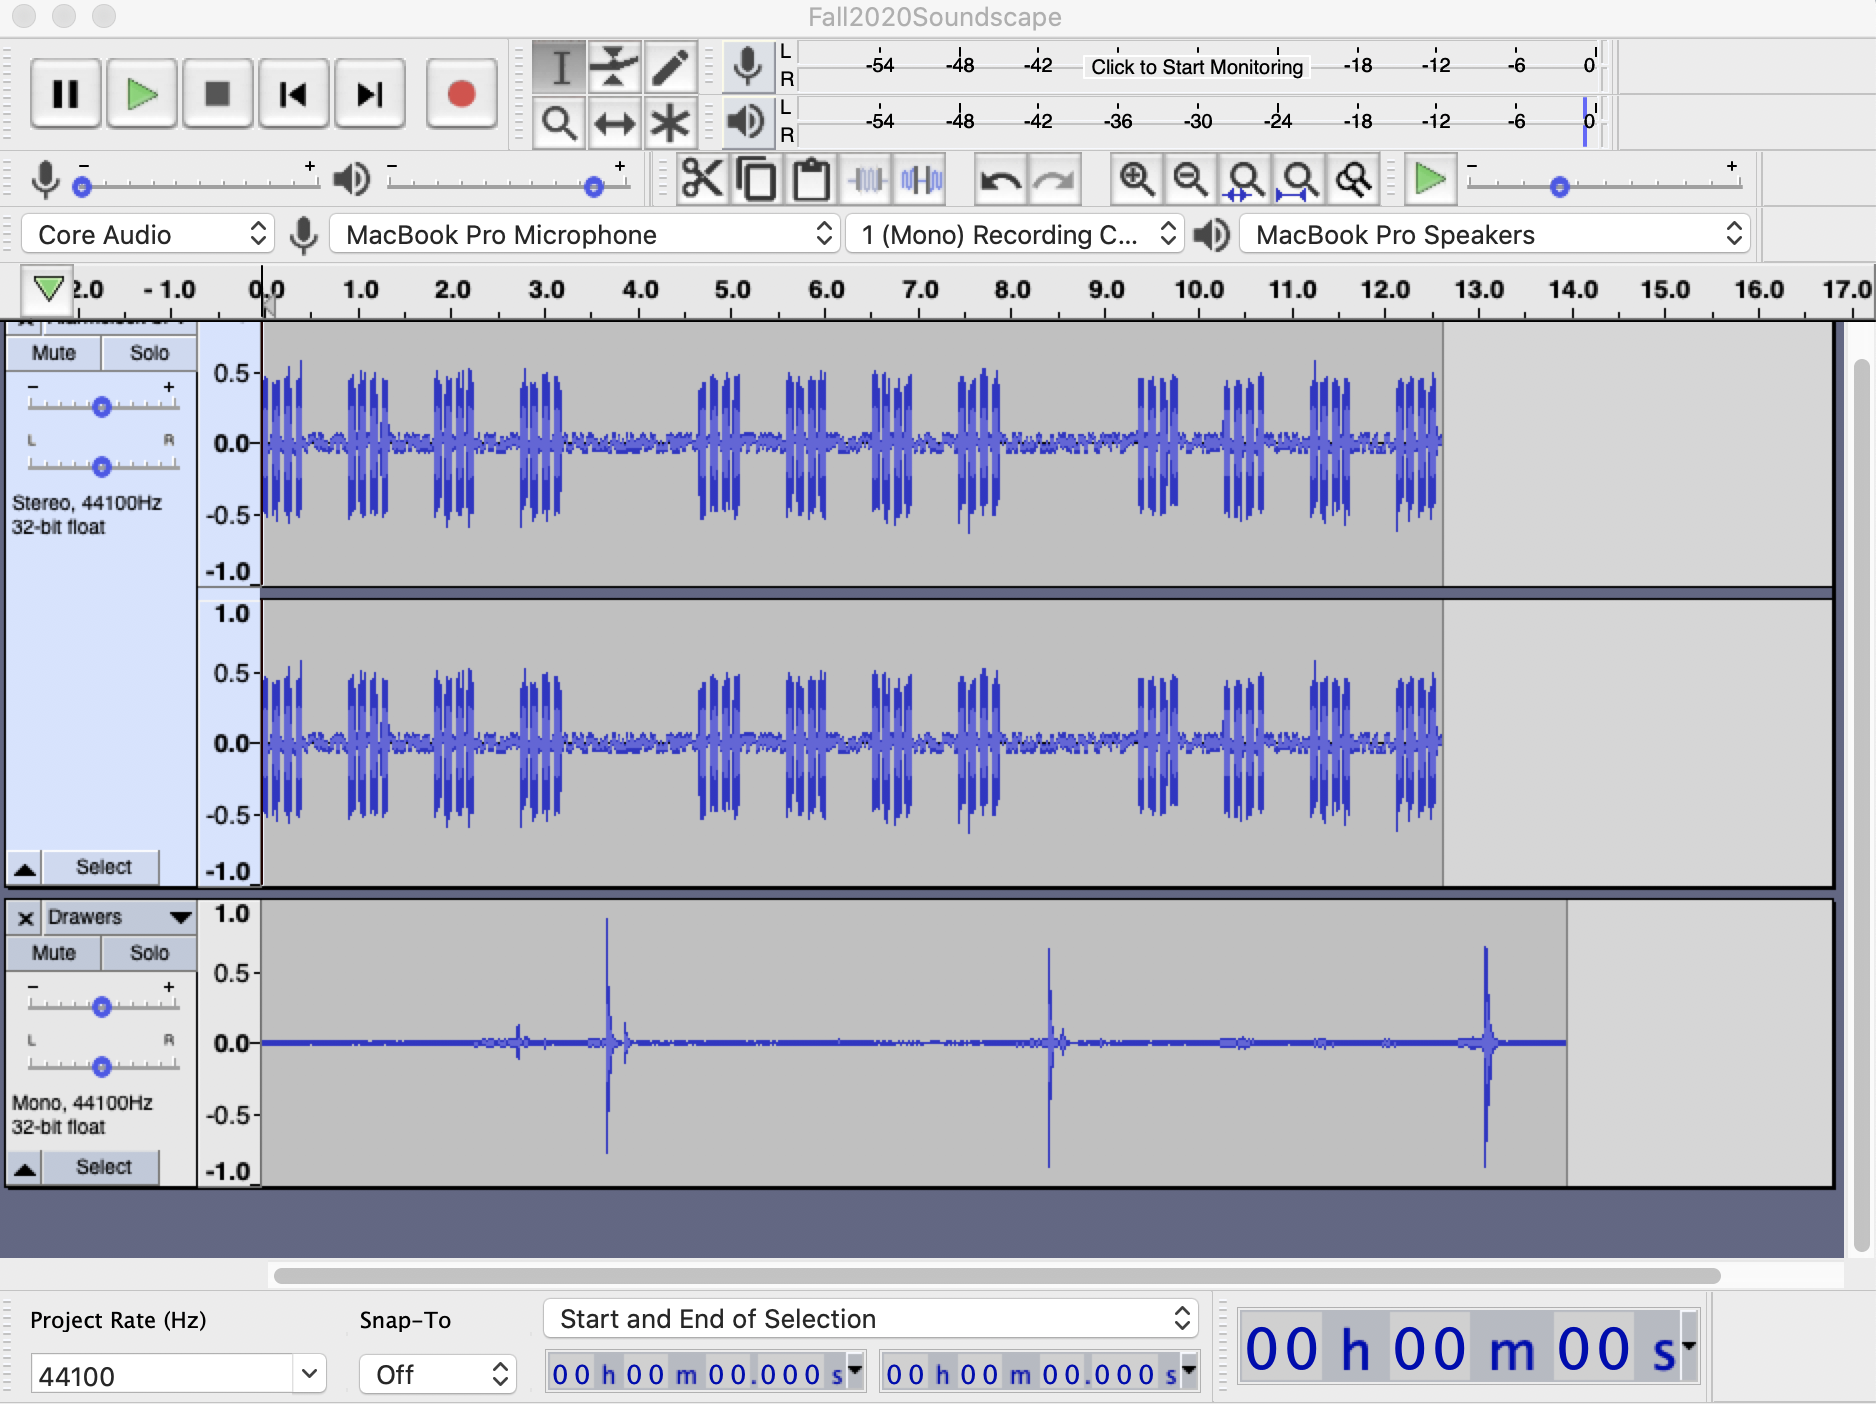 Fall2020Soundscape
L
R
-54 -48 -42 Click to Start Monitoring -18 -12 -6 0
L
R
-54 -48 -42 -36 -30 -24 -18 -12 -6 0
- + - + - +
Core Audio MacBook Pro Microphone 1 (Mono) Recording C... MacBook Pro Speakers
2.0 -1.0 0.0 1.0 2.0 3.0 4.0 5.0 6.0 7.0 8.0 9.0 10.0 11.0 12.0 13.0 14.0 15.0 16.0 17.0
Mute Solo
- +
L R
Stereo, 44100Hz
32-bit float
0.5
0.0
-0.5
-1.0
1.0
0.5
0.0
-0.5
-1.0
Select
Drawers
Mute Solo
- +
L R
Mono, 44100Hz
32-bit float
Select
1.0
0.5
0.0
-0.5
-1.0
Project Rate (Hz) Snap-To Start and End of Selection
44100 Off 00 h 00 m 00.000 s 00 h 00 m 00.000 s 00 h 00 m 00 s